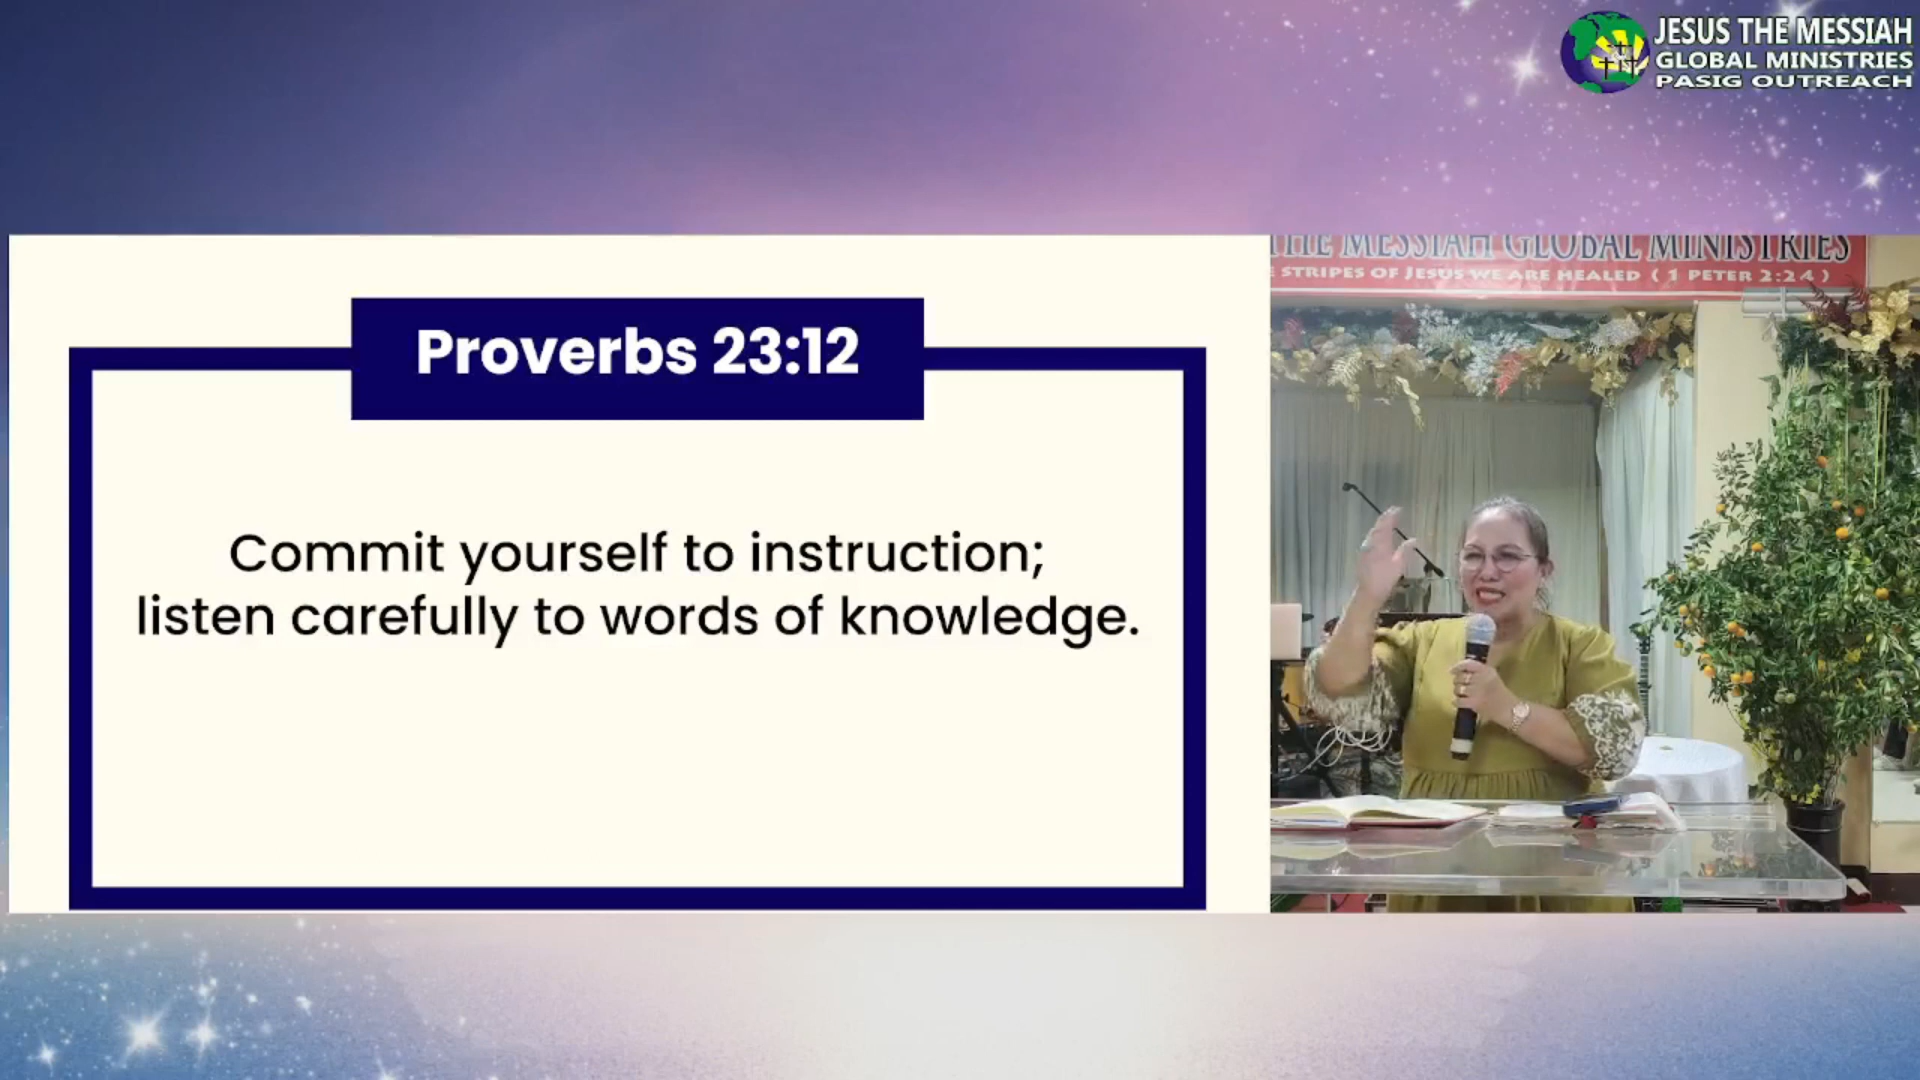 JESUS THE MESSIAH
GLOBAL MINISTRIES
PASIG OUTREACH
Proverbs 23:12
Commit yourself to instruction;
listen carefully to words of knowledge.
THE MESSIAH GLOBAL MINISTRIES
STRIPES OF JESUS WE ARE HEALED ( 1 PETER 2:24 )